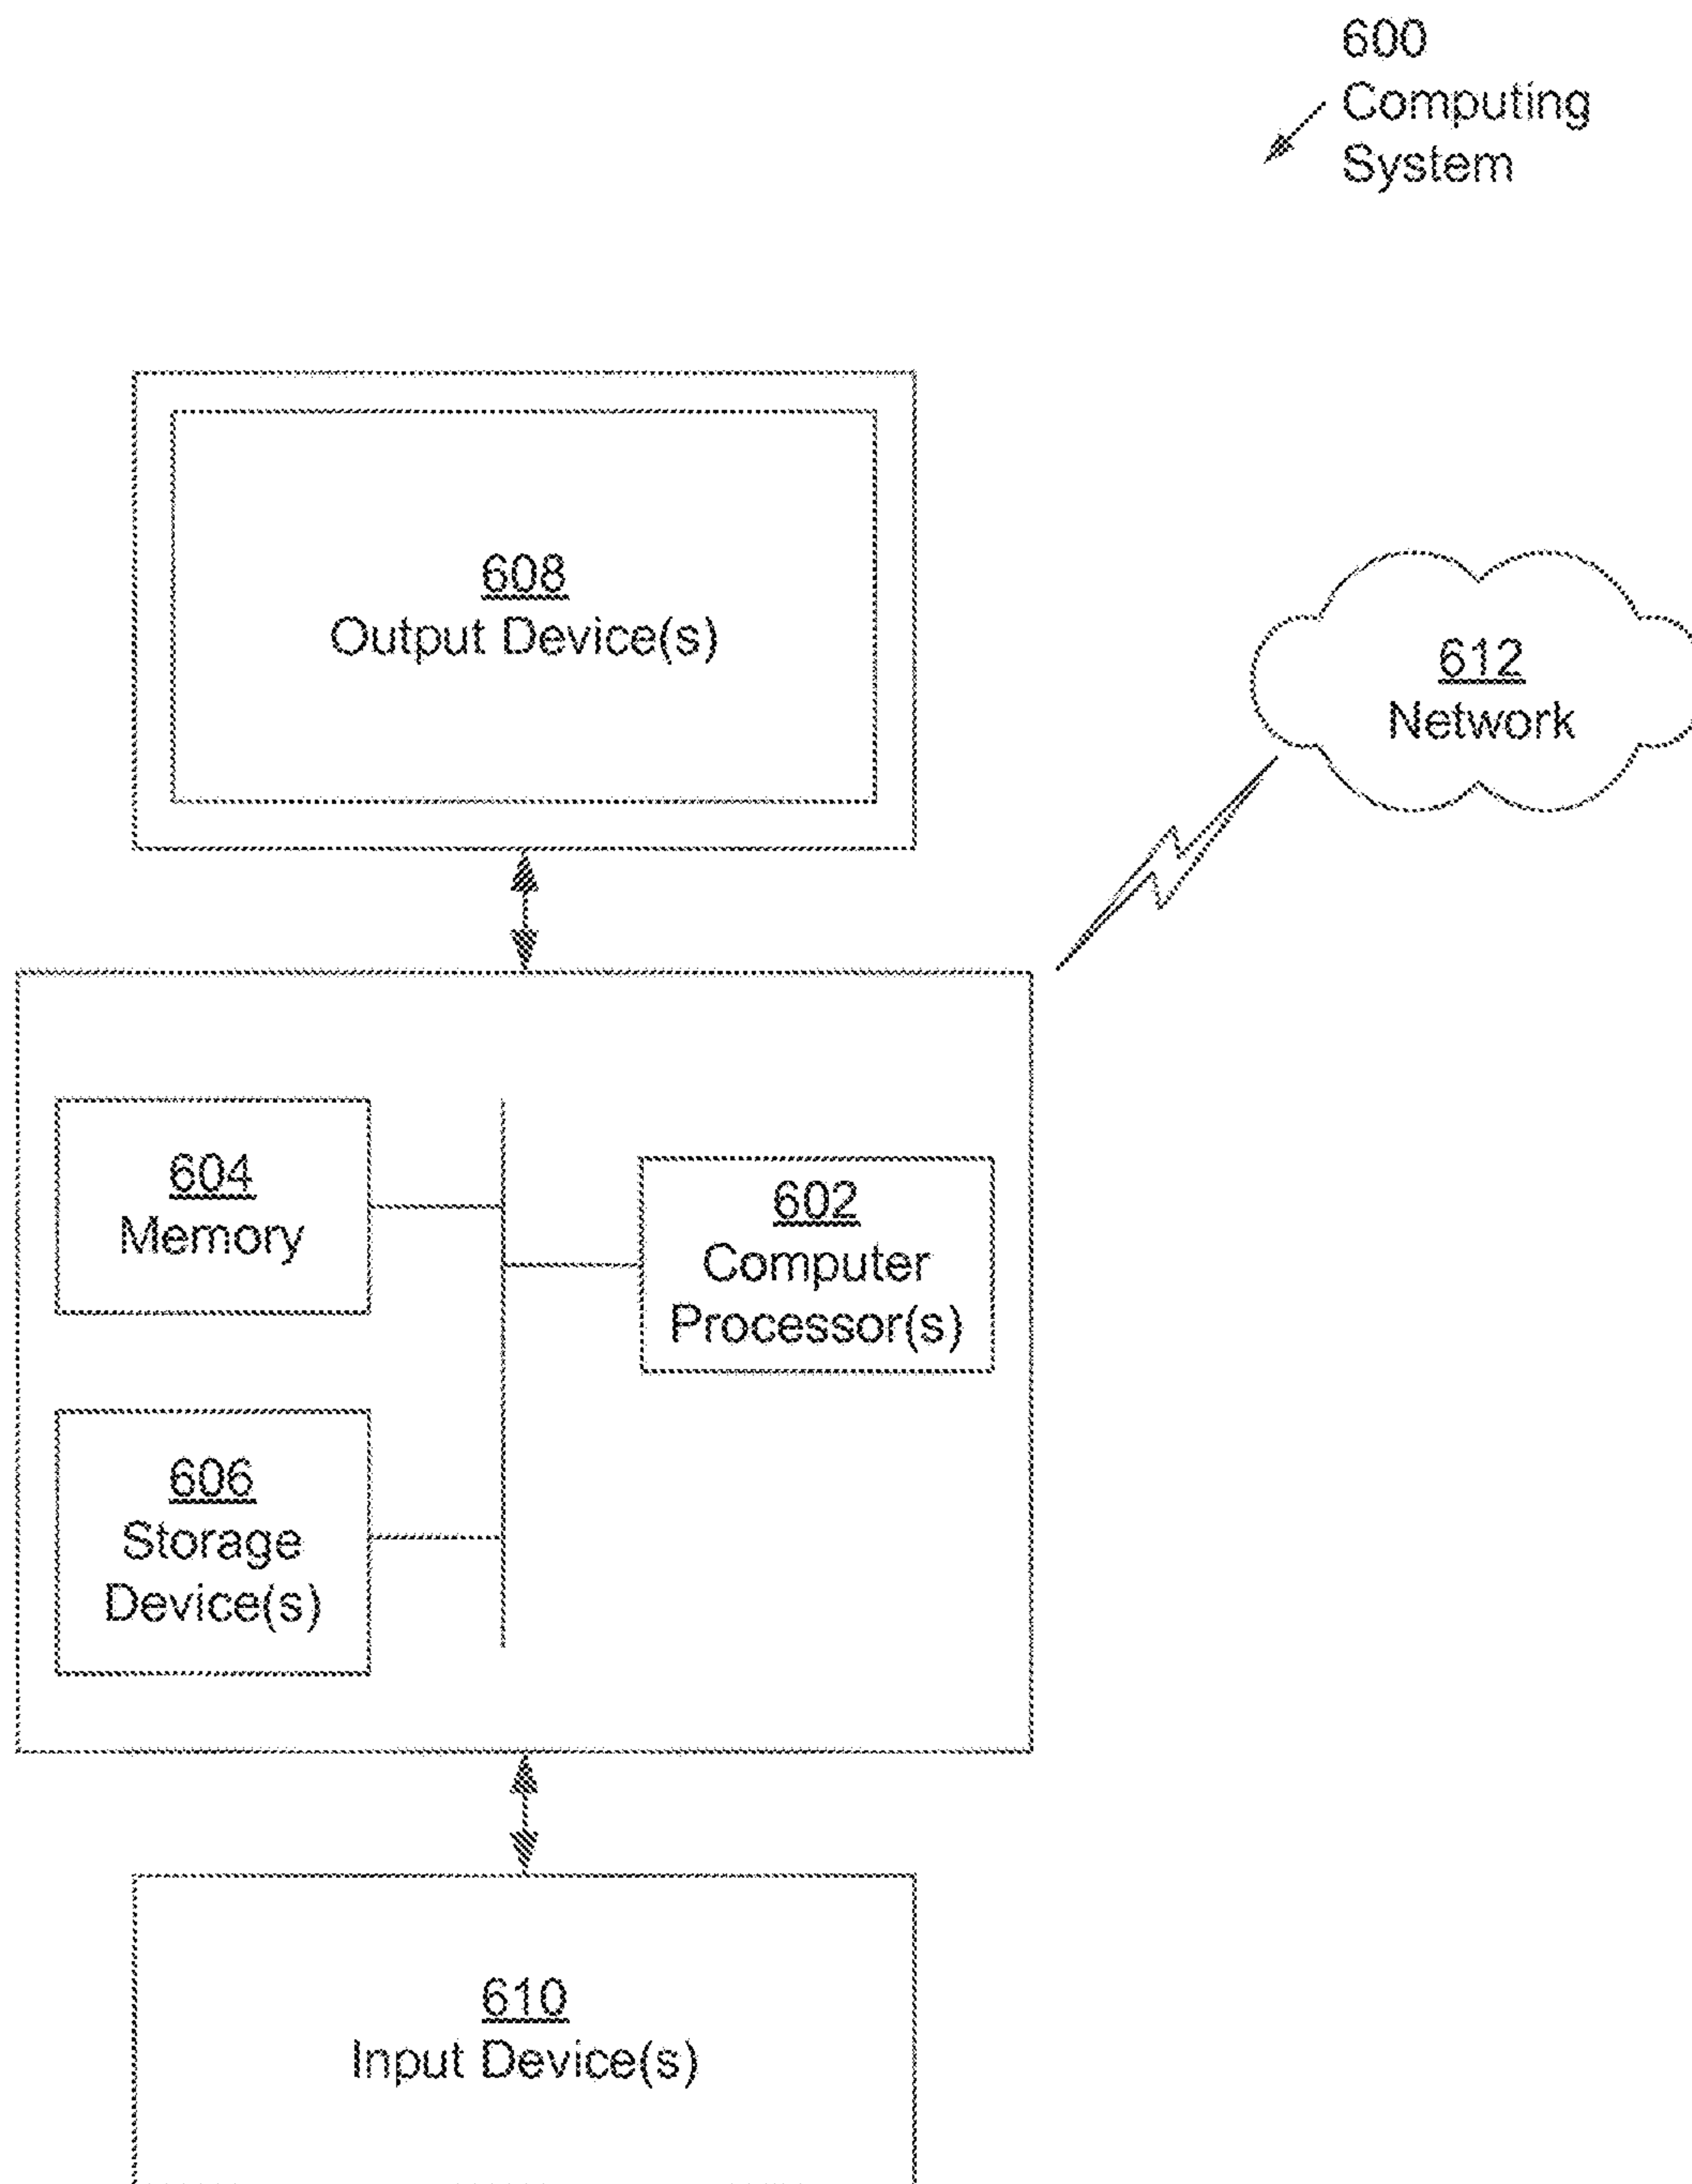 600
Computing
System
608
Output Device(s)
612
Network
604
Memory
602
Computer
Processor(s)
606
Storage
Device(s)
610
Input Device(s)